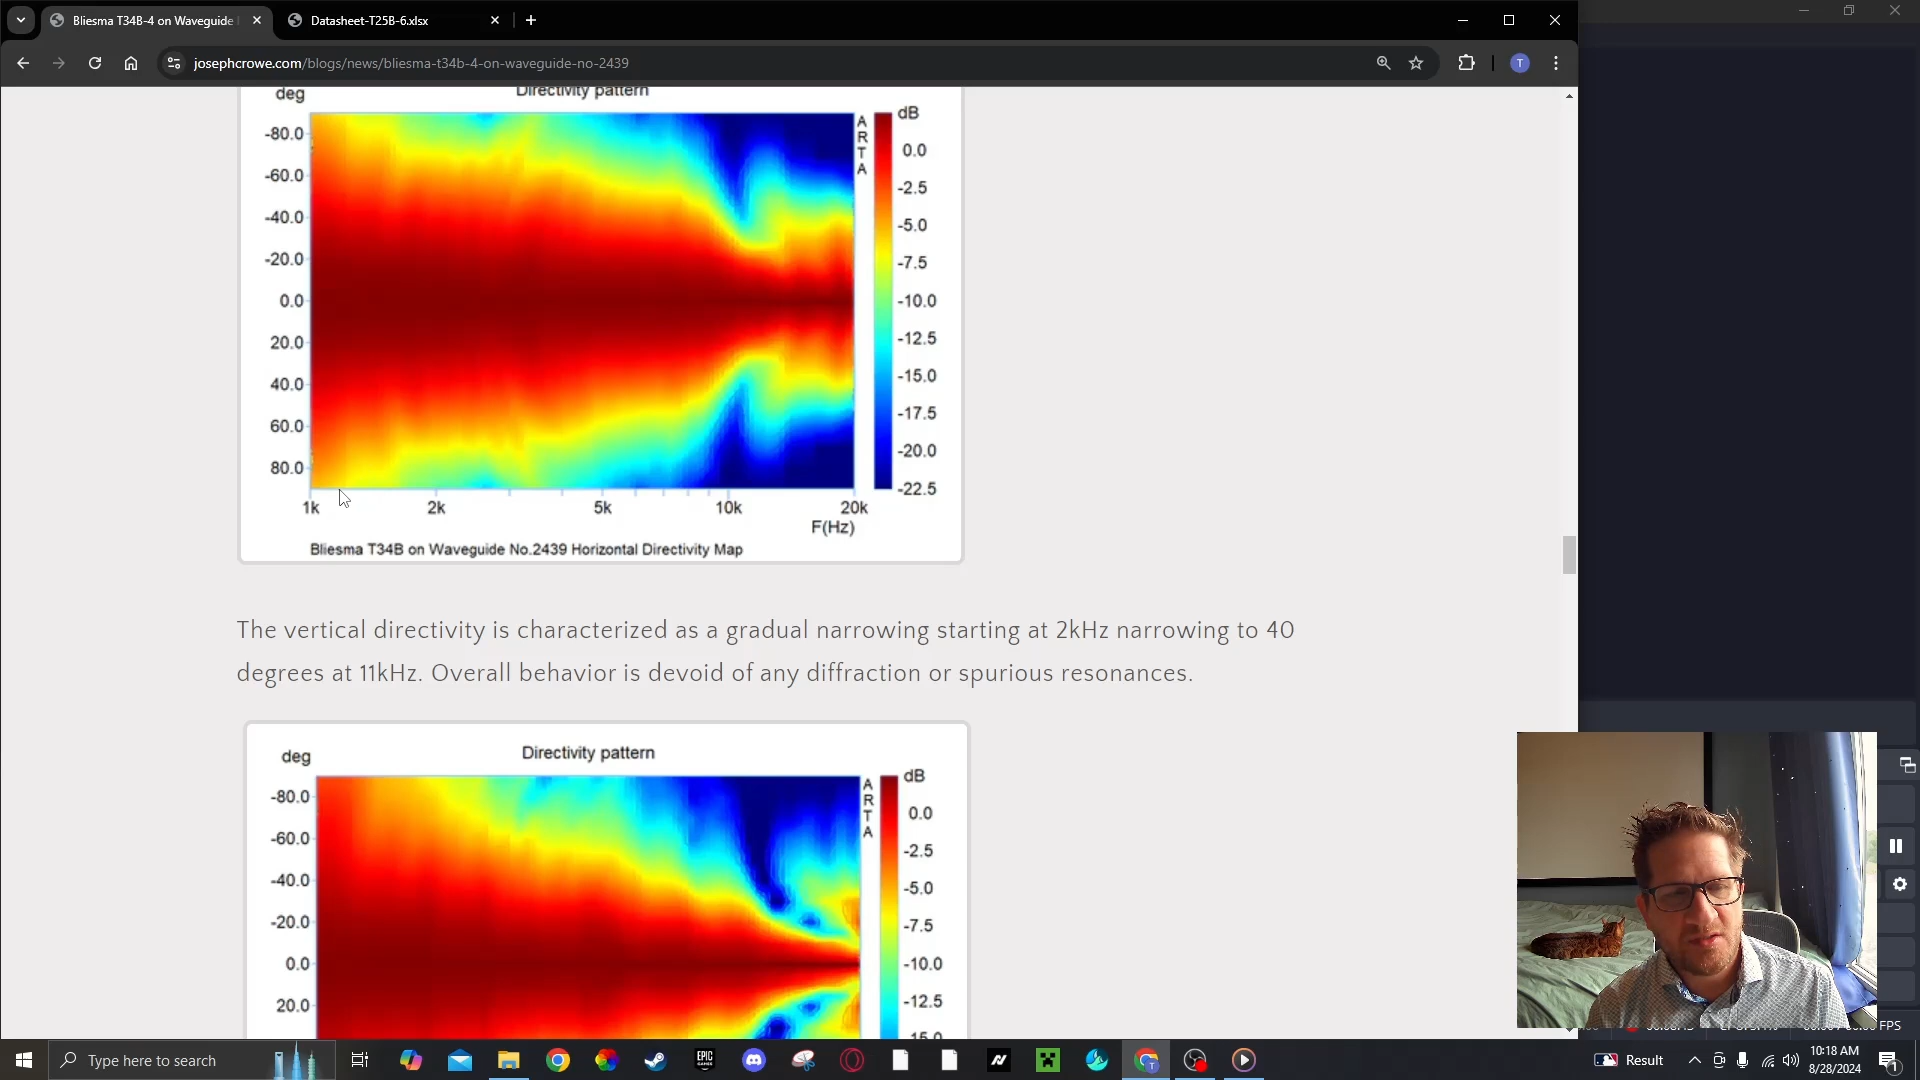 Bliesma T34B-4 on Waveguide
Datasheet-T25B-6.xlsx
josephcrowe.com/blogs/news/bliesma-t34b-4-on-waveguide-no-2439
T
Directivity pattern
deg
dB
ARTA
-80.0
-60.0
-40.0
-20.0
0.0
20.0
40.0
60.0
80.0
0.0
-2.5
-5.0
-7.5
-10.0
-12.5
-15.0
-17.5
-20.0
-22.5
1k 2k 5k 10k 20k
F(Hz)
Bliesma T34B on Waveguide No.2439 Horizontal Directivity Map
The vertical directivity is characterized as a gradual narrowing starting at 2kHz narrowing to 40
degrees at 11kHz. Overall behavior is devoid of any diffraction or spurious resonances.
Directivity pattern
deg
dB
ARTA
-80.0
-60.0
-40.0
-20.0
0.0
20.0
0.0
-2.5
-5.0
-7.5
-10.0
-12.5
FPS
Type here to search
EPIC GAMES
T
Result
10:18 AM
8/28/2024
1